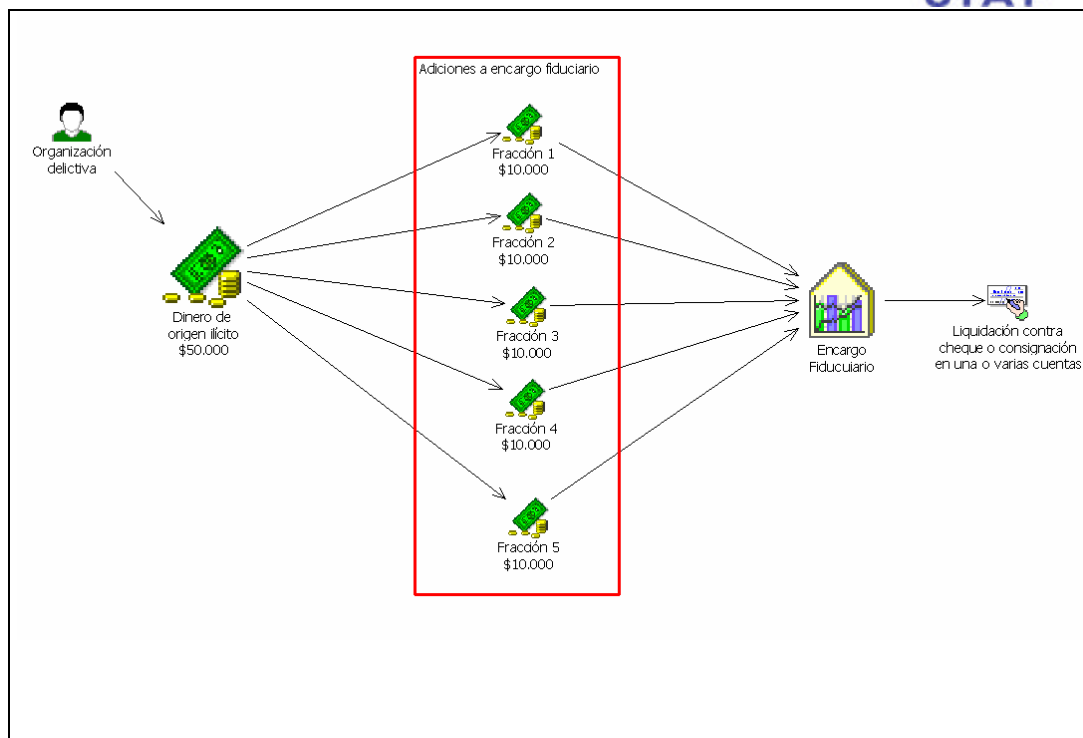 Adiciones a encargo fiduciario
Organización
delictiva
Dinero de
origen ilícito
$50.000
Fracción 1
$10.000
Fracción 2
$10.000
Fracción 3
$10.000
Fracción 4
$10.000
Fracción 5
$10.000
Encargo
Fiducuiario
Liquidación contra
cheque o consignación
en una o varias cuentas